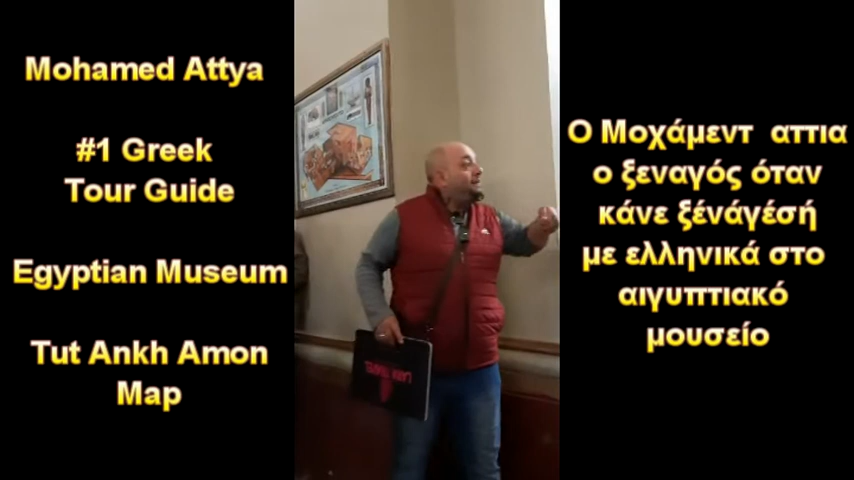 Mohamed Attya
#1 Greek
Tour Guide
Egyptian Museum
Tut Ankh Amon
Map
Ο Μοχάμεντ αττια
ο ξεναγός όταν
κάνε ξένάγέσή
με ελληνικά στο
αιγυπτιακό
μουσείο